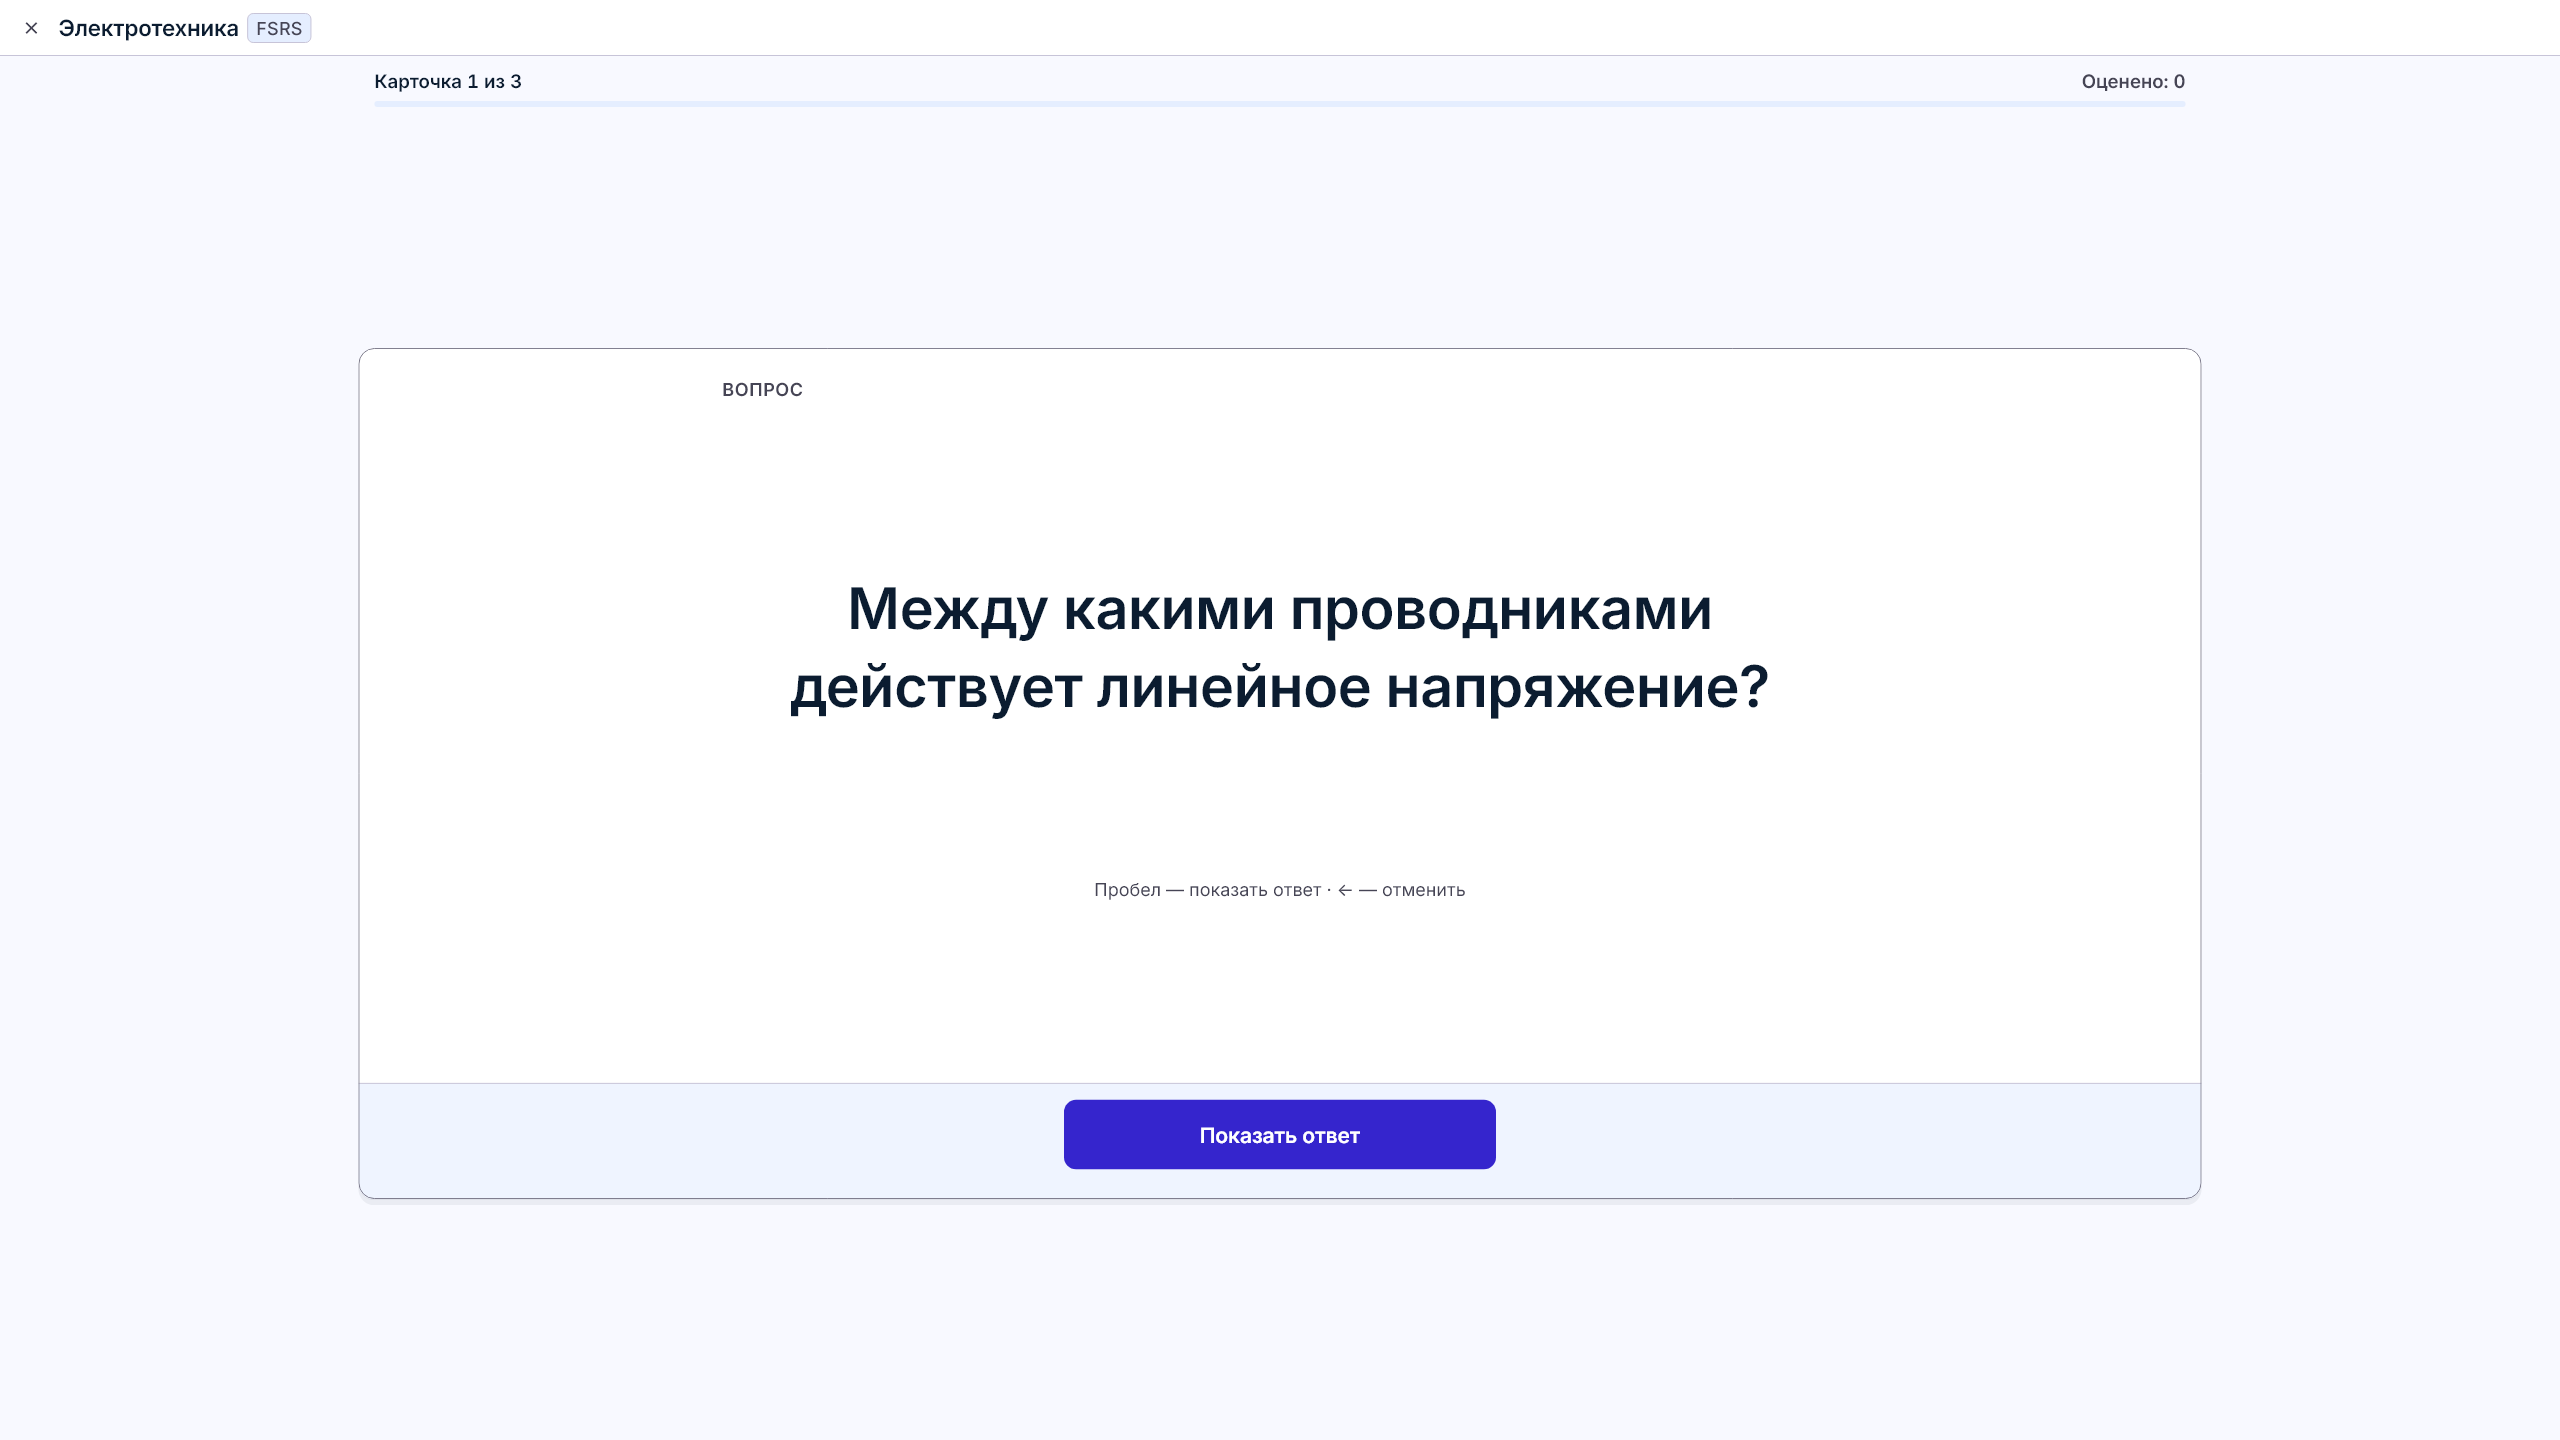 Электротехника FSRS
Карточка 1 из 3
Оценено: 0
ВОПРОС
Между какими проводниками
действует линейное напряжение?
Пробел — показать ответ · ← — отменить
Показать ответ